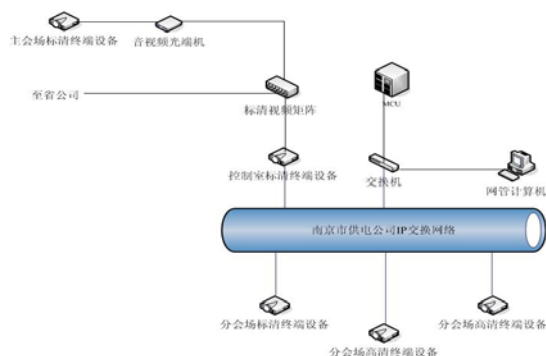 主会场标清终端设备
音视频光端机
至省公司
标清视频矩阵
MCU
控制室标清终端设备
交换机
网管计算机
南京市供电公司IP交换网络
分会场标清终端设备
分会场高清终端设备
分会场高清终端设备